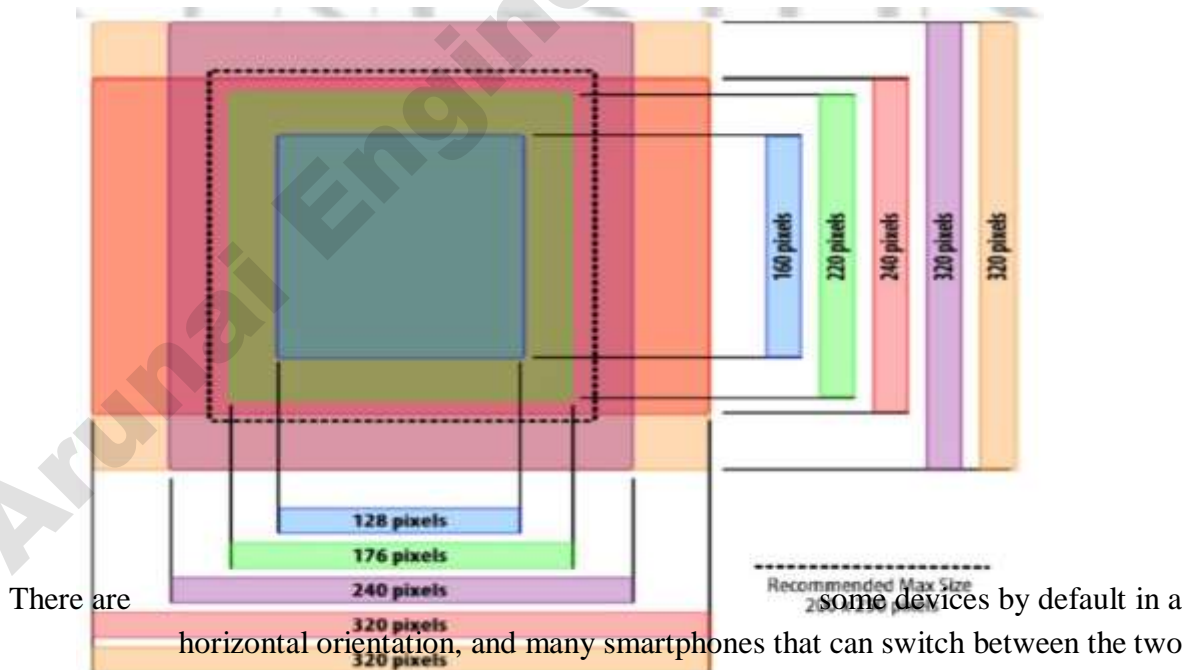 160 pixels
220 pixels
240 pixels
320 pixels
320 pixels
128 pixels
176 pixels
240 pixels
320 pixels
320 pixels
Recommended Max Size
pixels
There are some devices by default in a
horizontal orientation, and many smartphones that can switch between the two
Arunai